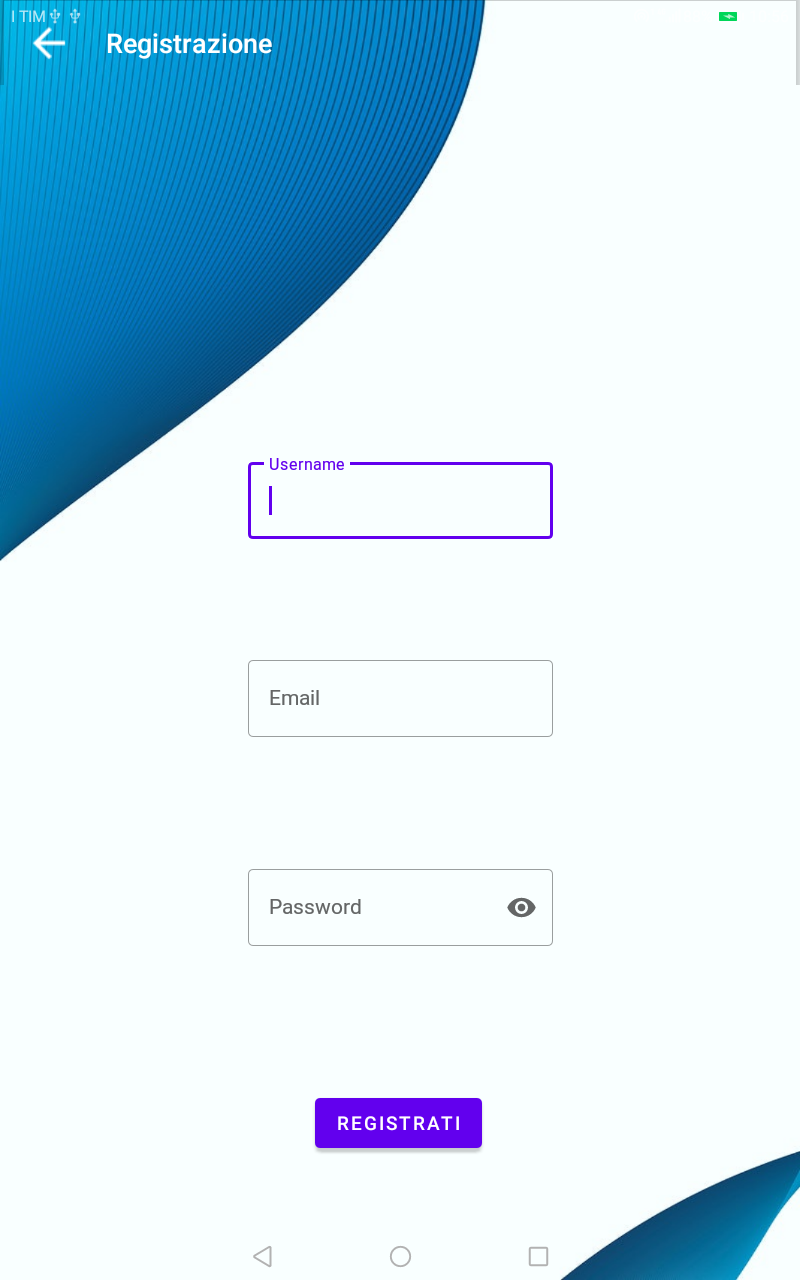 I TIM
Registrazione
Username
Email
Password
REGISTRATI